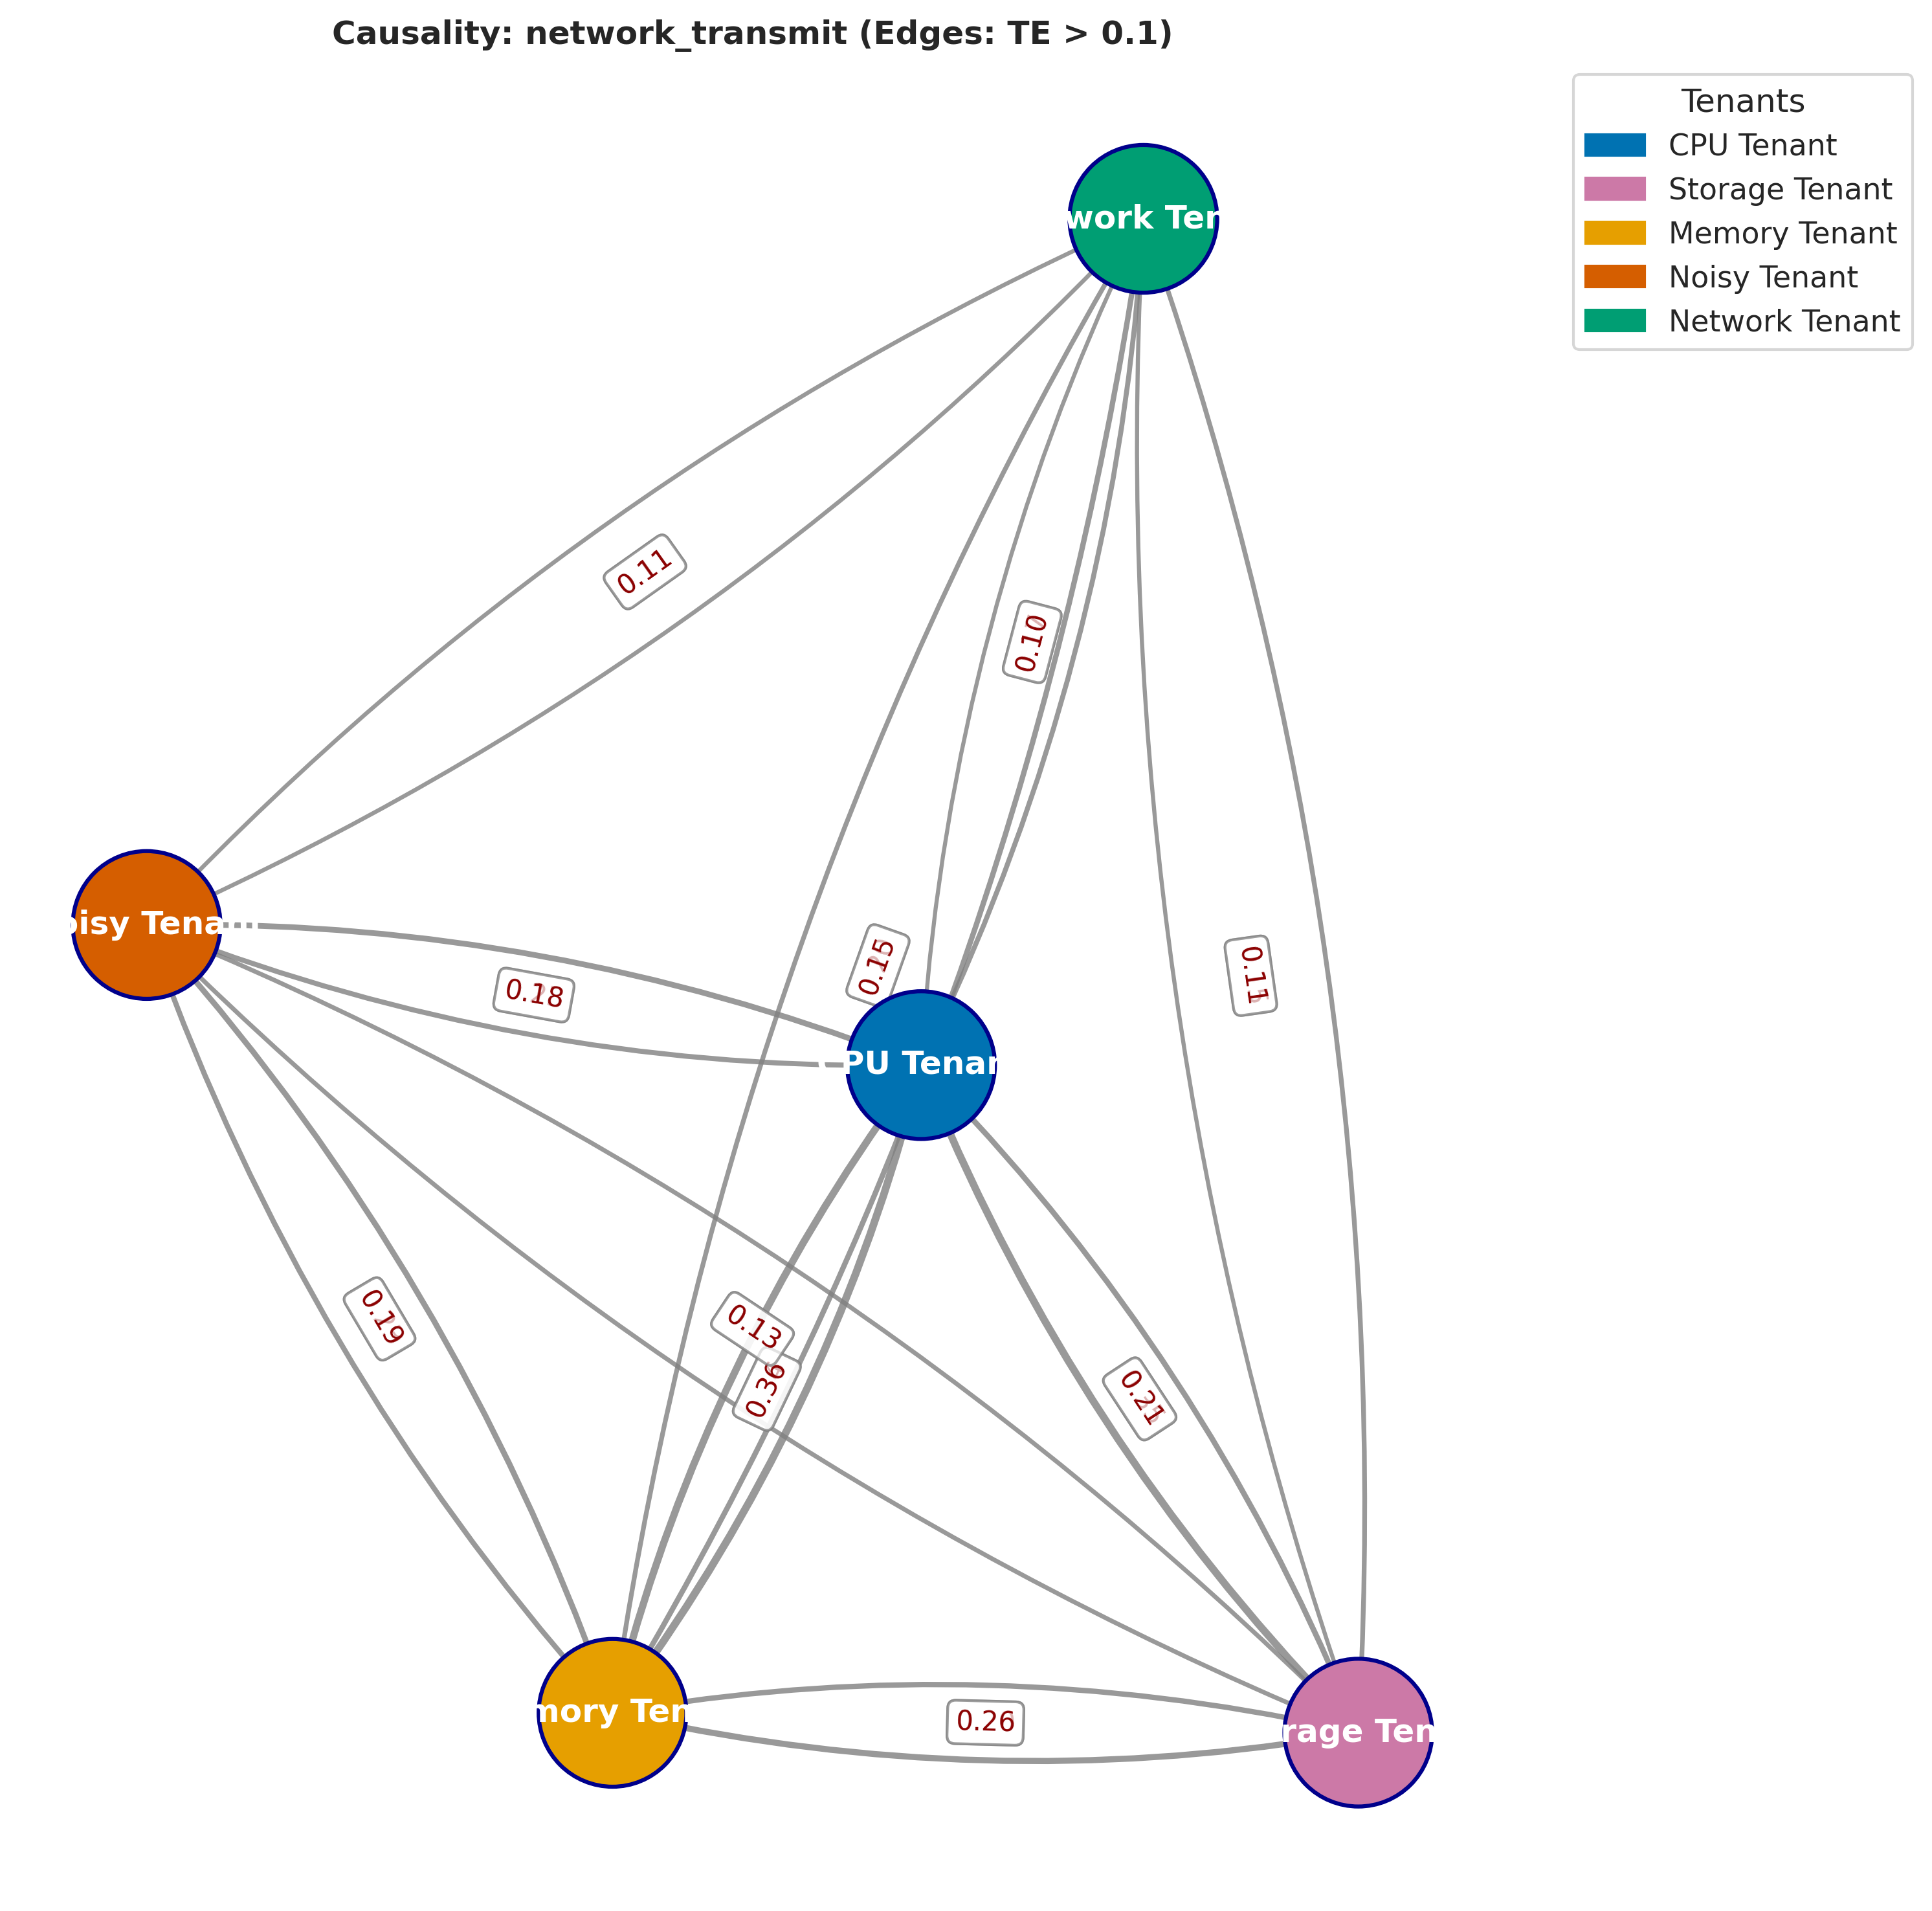 Causality: network_transmit (Edges: TE > 0.1)
Tenants
CPU Tenant
Storage Tenant
Memory Tenant
Noisy Tenant
Network Tenant
work Ten
0.11
0.10
oisy Tena
0.18
0.15
0.11
PU Tenan
0.19
0.13
0.36
0.21
mory Ten
0.26
rage Ten